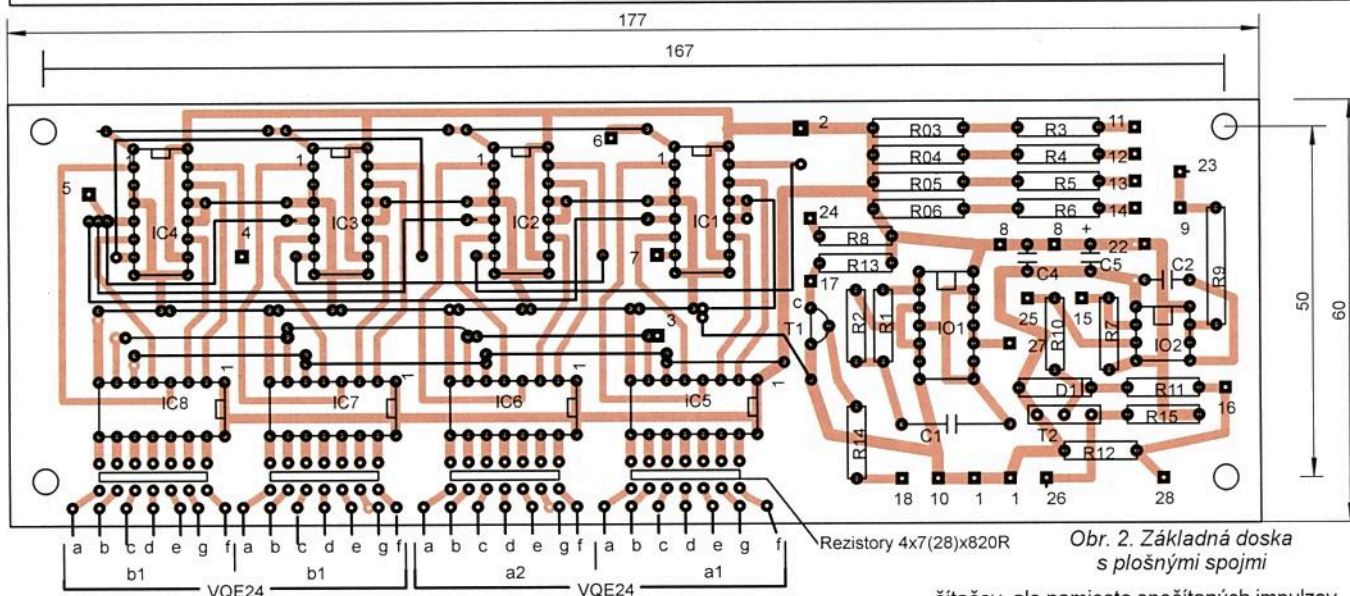 177
167
2 R03 R3 11
6
1 1 1 1
R04 R4 12
23
5
R05 R5 13
R06 R6 14
IC4 IC3 IC2 IC1
24
9
4
7
R8
8 8 + 22
R13
C4 C5 C2 R9
50
60
17
c
T1 R2 R1 IO1
25 R10 15 R7 IO2
27
3
1 1 1 1
D1 R11
16
IC8 IC7 IC6 iC5
R15
T2
R14 C1
R12
18 10 1 1 26 28
a b c d e g f a b c d e g f a b c d e g f a b c d e g f
Rezistory 4x7(28)x820R
b1 b1 a2 a1
VQE24 VQE24
Obr. 2. Základná doska
s plošnými spojmi